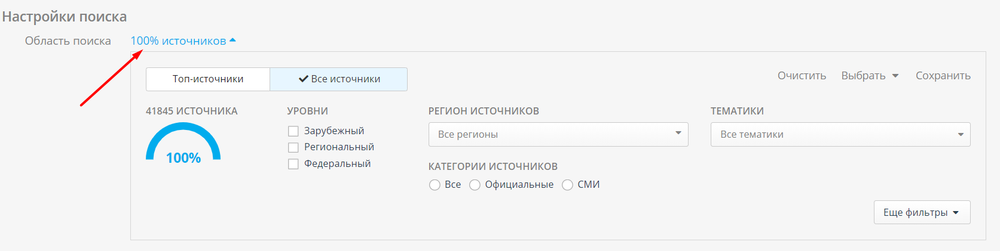 Настройки поиска
Область поиска 100% источников
Топ-источники Все источники Очистить Выбрать Сохранить
41845 ИСТОЧНИКА УРОВНИ РЕГИОН ИСТОЧНИКОВ ТЕМАТИКИ
Зарубежный Все регионы Все тематики
Региональный
100% Федеральный КАТЕГОРИИ ИСТОЧНИКОВ
Все Официальные СМИ
Еще фильтры